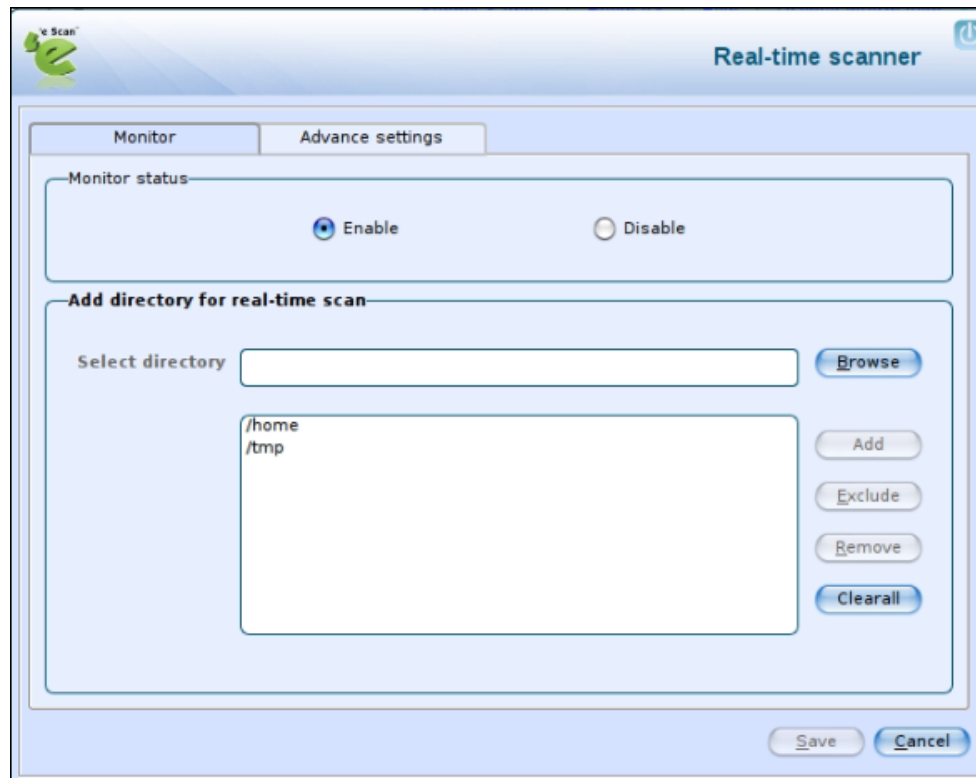 e Scan
Real-time scanner
Monitor
Advance settings
Monitor status
Enable
Disable
Add directory for real-time scan
Select directory
Browse
/home
/tmp
Add
Exclude
Remove
Clearall
Save
Cancel